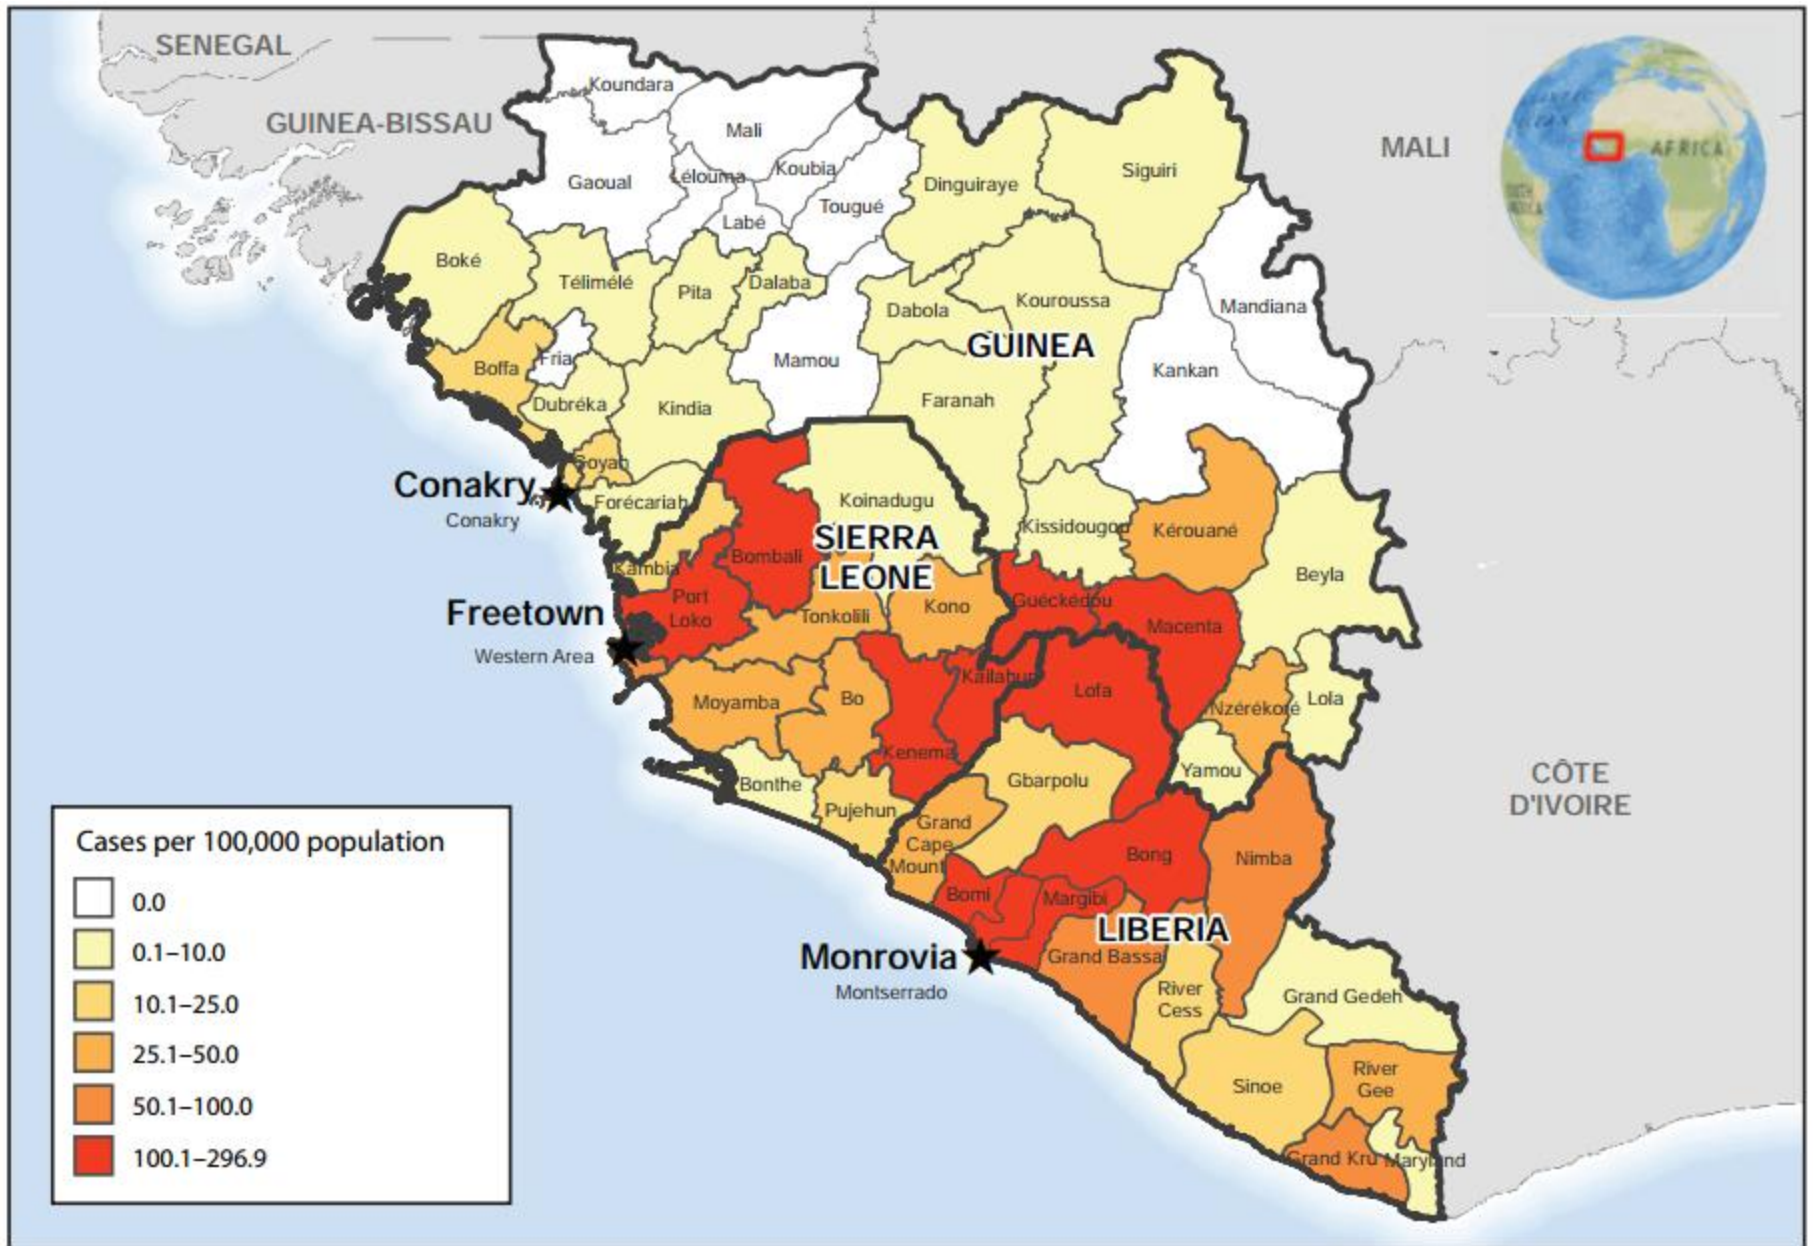 SENEGAL
GUINEA-BISSAU
MALI
AFRICA
Koundara
Mali
Gaoual
Lélouma
Koubia
Labé
Tougué
Dinguiraye
Siguiri
Boké
Télimélé
Pita
Dalaba
Dabola
Kouroussa
Mandiana
GUINEA
Boffa
Fria
Mamou
Kankan
Dubréka
Kindia
Faranah
Coyah
Conakry
Conakry
Forécariah
Koinadugu
Kissidougou
Kérouané
SIERRA
LEONE
Bombali
Kambia
Beyla
Port
Loko
Freetown
Western Area
Tonkolili
Kono
Guéckédou
Macenta
Moyamba
Bo
Kailahun
Lofa
Nzérékoré
Lola
Kenema
Yamou
Bonthe
Pujehun
Gbarpolu
CÔTE
D'IVOIRE
Grand
Cape
Mount
Bong
Nimba
Bomi
Margibi
LIBERIA
Monrovia
Montserrado
Grand Bassa
River
Cess
Grand Gedeh
Sinoe
River
Gee
Grand Kru
Maryland
Cases per 100,000 population
0.0
0.1–10.0
10.1–25.0
25.1–50.0
50.1–100.0
100.1–296.9